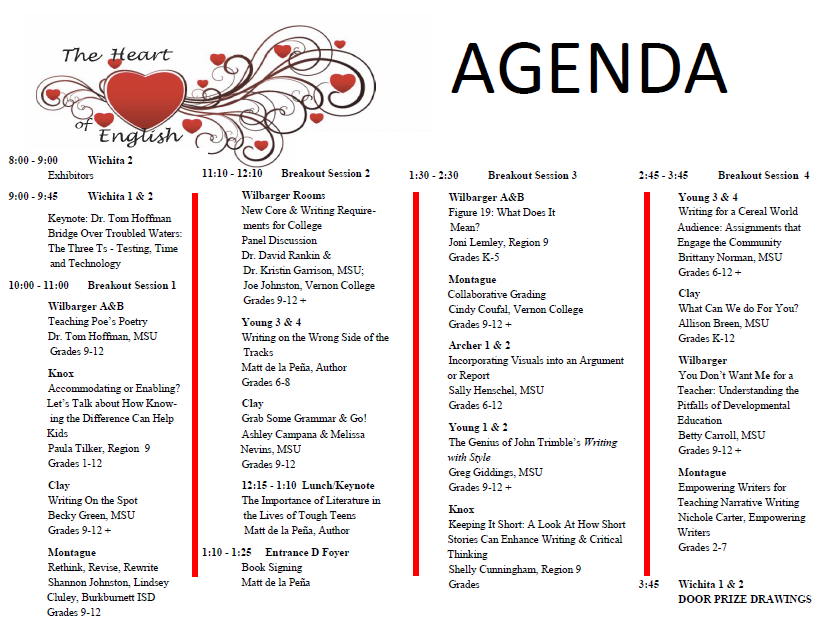 The Heart
of English
AGENDA
8:00 - 9:00 Wichita 2
Exhibitors
9:00 - 9:45 Wichita 1 & 2
Keynote: Dr. Tom Hoffman
Bridge Over Troubled Waters:
The Three Ts - Testing, Time
and Technology
10:00 - 11:00 Breakout Session 1
Wilbarger A&B
Teaching Poe's Poetry
Dr. Tom Hoffman, MSU
Grades 9-12
Knox
Accommodating or Enabling?
Let's Talk about How Know-
ing the Difference Can Help
Kids
Paula Tilker, Region 9
Grades 1-12
Clay
Writing On the Spot
Becky Green, MSU
Grades 9-12 +
Montague
Rethink, Revise, Rewrite
Shannon Johnston, Lindsey
Cluley, Burkburnett ISD
Grades 9-12
11:10 - 12:10 Breakout Session 2
Wilbarger Rooms
New Core & Writing Require-
ments for College
Panel Discussion
Dr. David Rankin &
Dr. Kristin Garrison, MSU;
Joe Johnston, Vernon College
Grades 9-12 +
Young 3 & 4
Writing on the Wrong Side of the
Tracks
Matt de la Peña, Author
Grades 6-8
Clay
Grab Some Grammar & Go!
Ashley Campana & Melissa
Nevins, MSU
Grades 9-12
12:15 - 1:10 Lunch/Keynote
The Importance of Literature in
the Lives of Tough Teens
Matt de la Peña, Author
1:10 - 1:25 Entrance D Foyer
Book Signing
Matt de la Peña
1:30 - 2:30 Breakout Session 3
Wilbarger A&B
Figure 19: What Does It
Mean?
Joni Lemley, Region 9
Grades K-5
Montague
Collaborative Grading
Cindy Coufal, Vernon College
Grades 9-12 +
Archer 1 & 2
Incorporating Visuals into an Argument
or Report
Sally Henschel, MSU
Grades 6-12
Young 1 & 2
The Genius of John Trimble's Writing
with Style
Greg Giddings, MSU
Grades 9-12 +
Knox
Keeping It Short: A Look At How Short
Stories Can Enhance Writing & Critical
Thinking
Shelly Cunningham, Region 9
Grades
2:45 - 3:45 Breakout Session 4
Young 3 & 4
Writing for a Cereal World
Audience: Assignments that
Engage the Community
Brittany Norman, MSU
Grades 6-12 +
Clay
What Can We do For You?
Allison Breen, MSU
Grades K-12
Wilbarger
You Don't Want Me for a
Teacher: Understanding the
Pitfalls of Developmental
Education
Betty Carroll, MSU
Grades 9-12 +
Montague
Empowering Writers for
Teaching Narrative Writing
Nichole Carter, Empowering
Writers
Grades 2-7
3:45 Wichita 1 & 2
DOOR PRIZE DRAWINGS